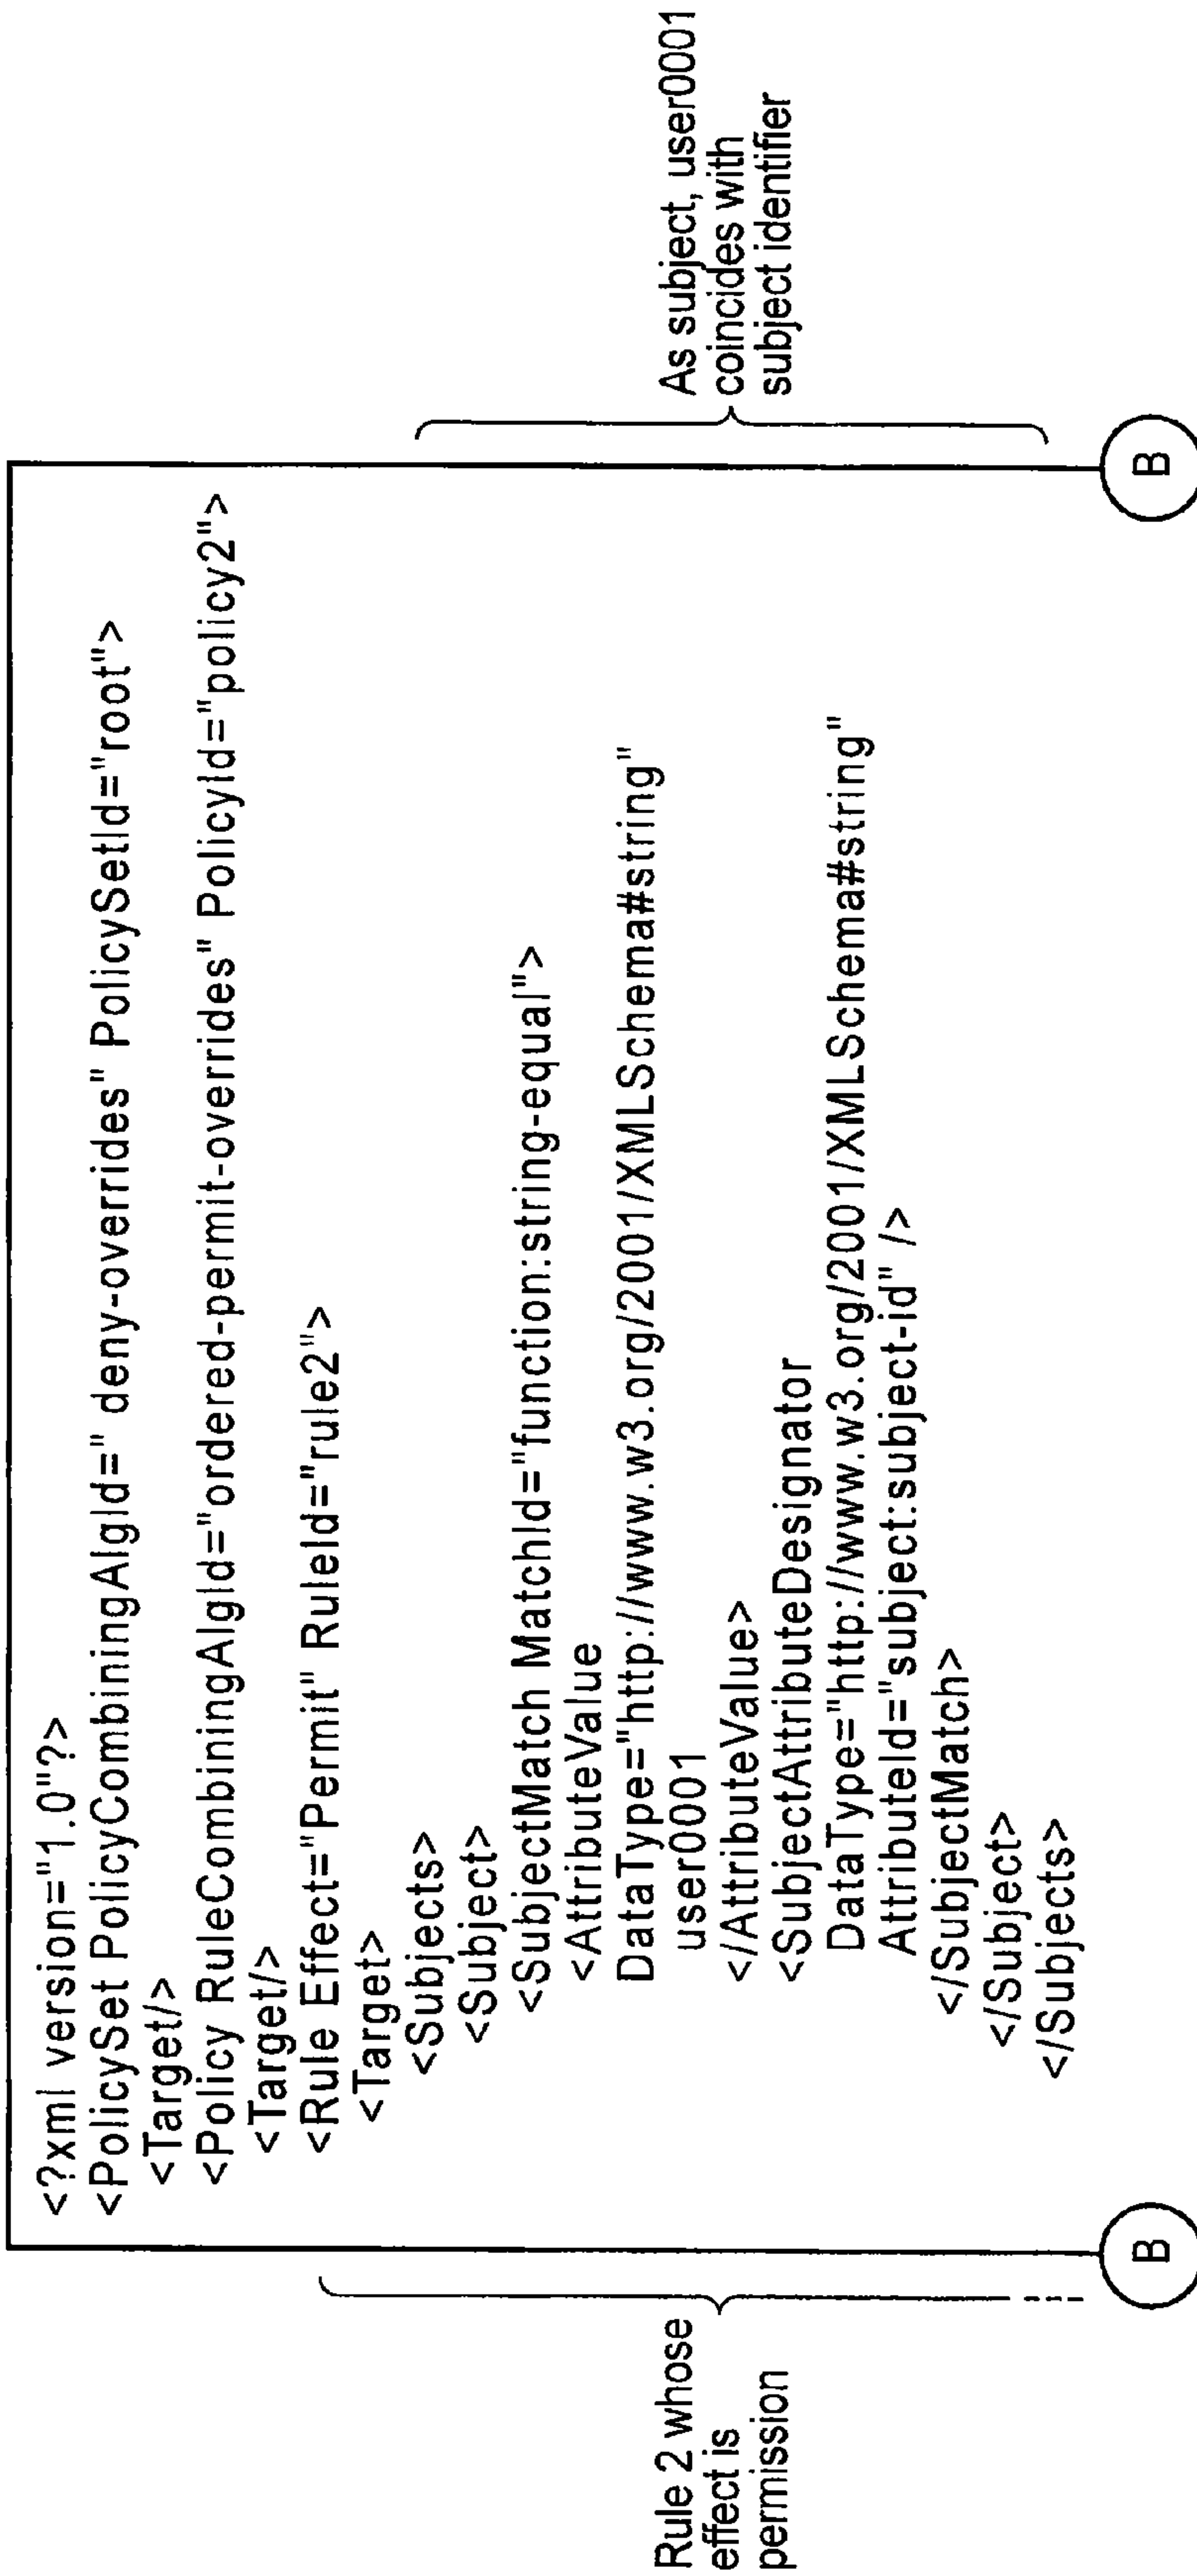 <?xml version="1.0"?>
<PolicySet PolicyCombiningAlgId=" deny-overrides" PolicySetId="root">
<Target/>
<Policy RuleCombiningAlgId="ordered-permit-overrides" PolicyId="policy2">
<Target/>
<Rule Effect="Permit" RuleId="rule2">
<Target>
<Subjects>
<Subject>
<SubjectMatch MatchId="function:string-equal">
<AttributeValue
DataType="http://www.w3.org/2001/XMLSchema#string"
user0001
</AttributeValue>
<SubjectAttributeDesignator
DataType="http://www.w3.org/2001/XMLSchema#string"
AttributeId="subject:subject-id" />
</SubjectMatch>
</Subject>
</Subjects>
Rule 2 whose
effect is
permission
As subject, user0001
coincides with
subject identifier
B
B